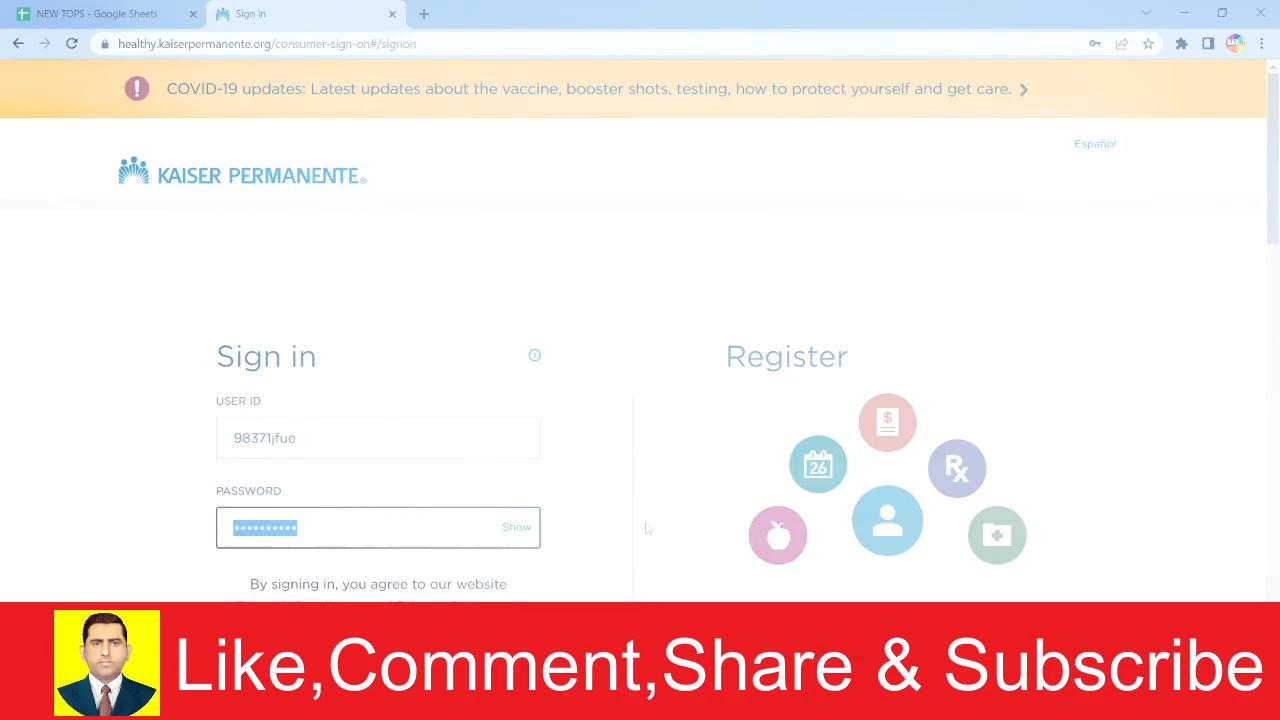 NEW TOPS - Google Sheets
Sign in
healthy.kaiserpermanente.org/consumer-sign-on#/signon
COVID-19 updates: Latest updates about the vaccine, booster shots, testing, how to protect yourself and get care.
Español
KAISER PERMANENTE®
Sign in
Register
USER ID
98371jfue
$
26
Rx
PASSWORD
•••••••••• Show
By signing in, you agree to our website
Like,Comment,Share & Subscribe